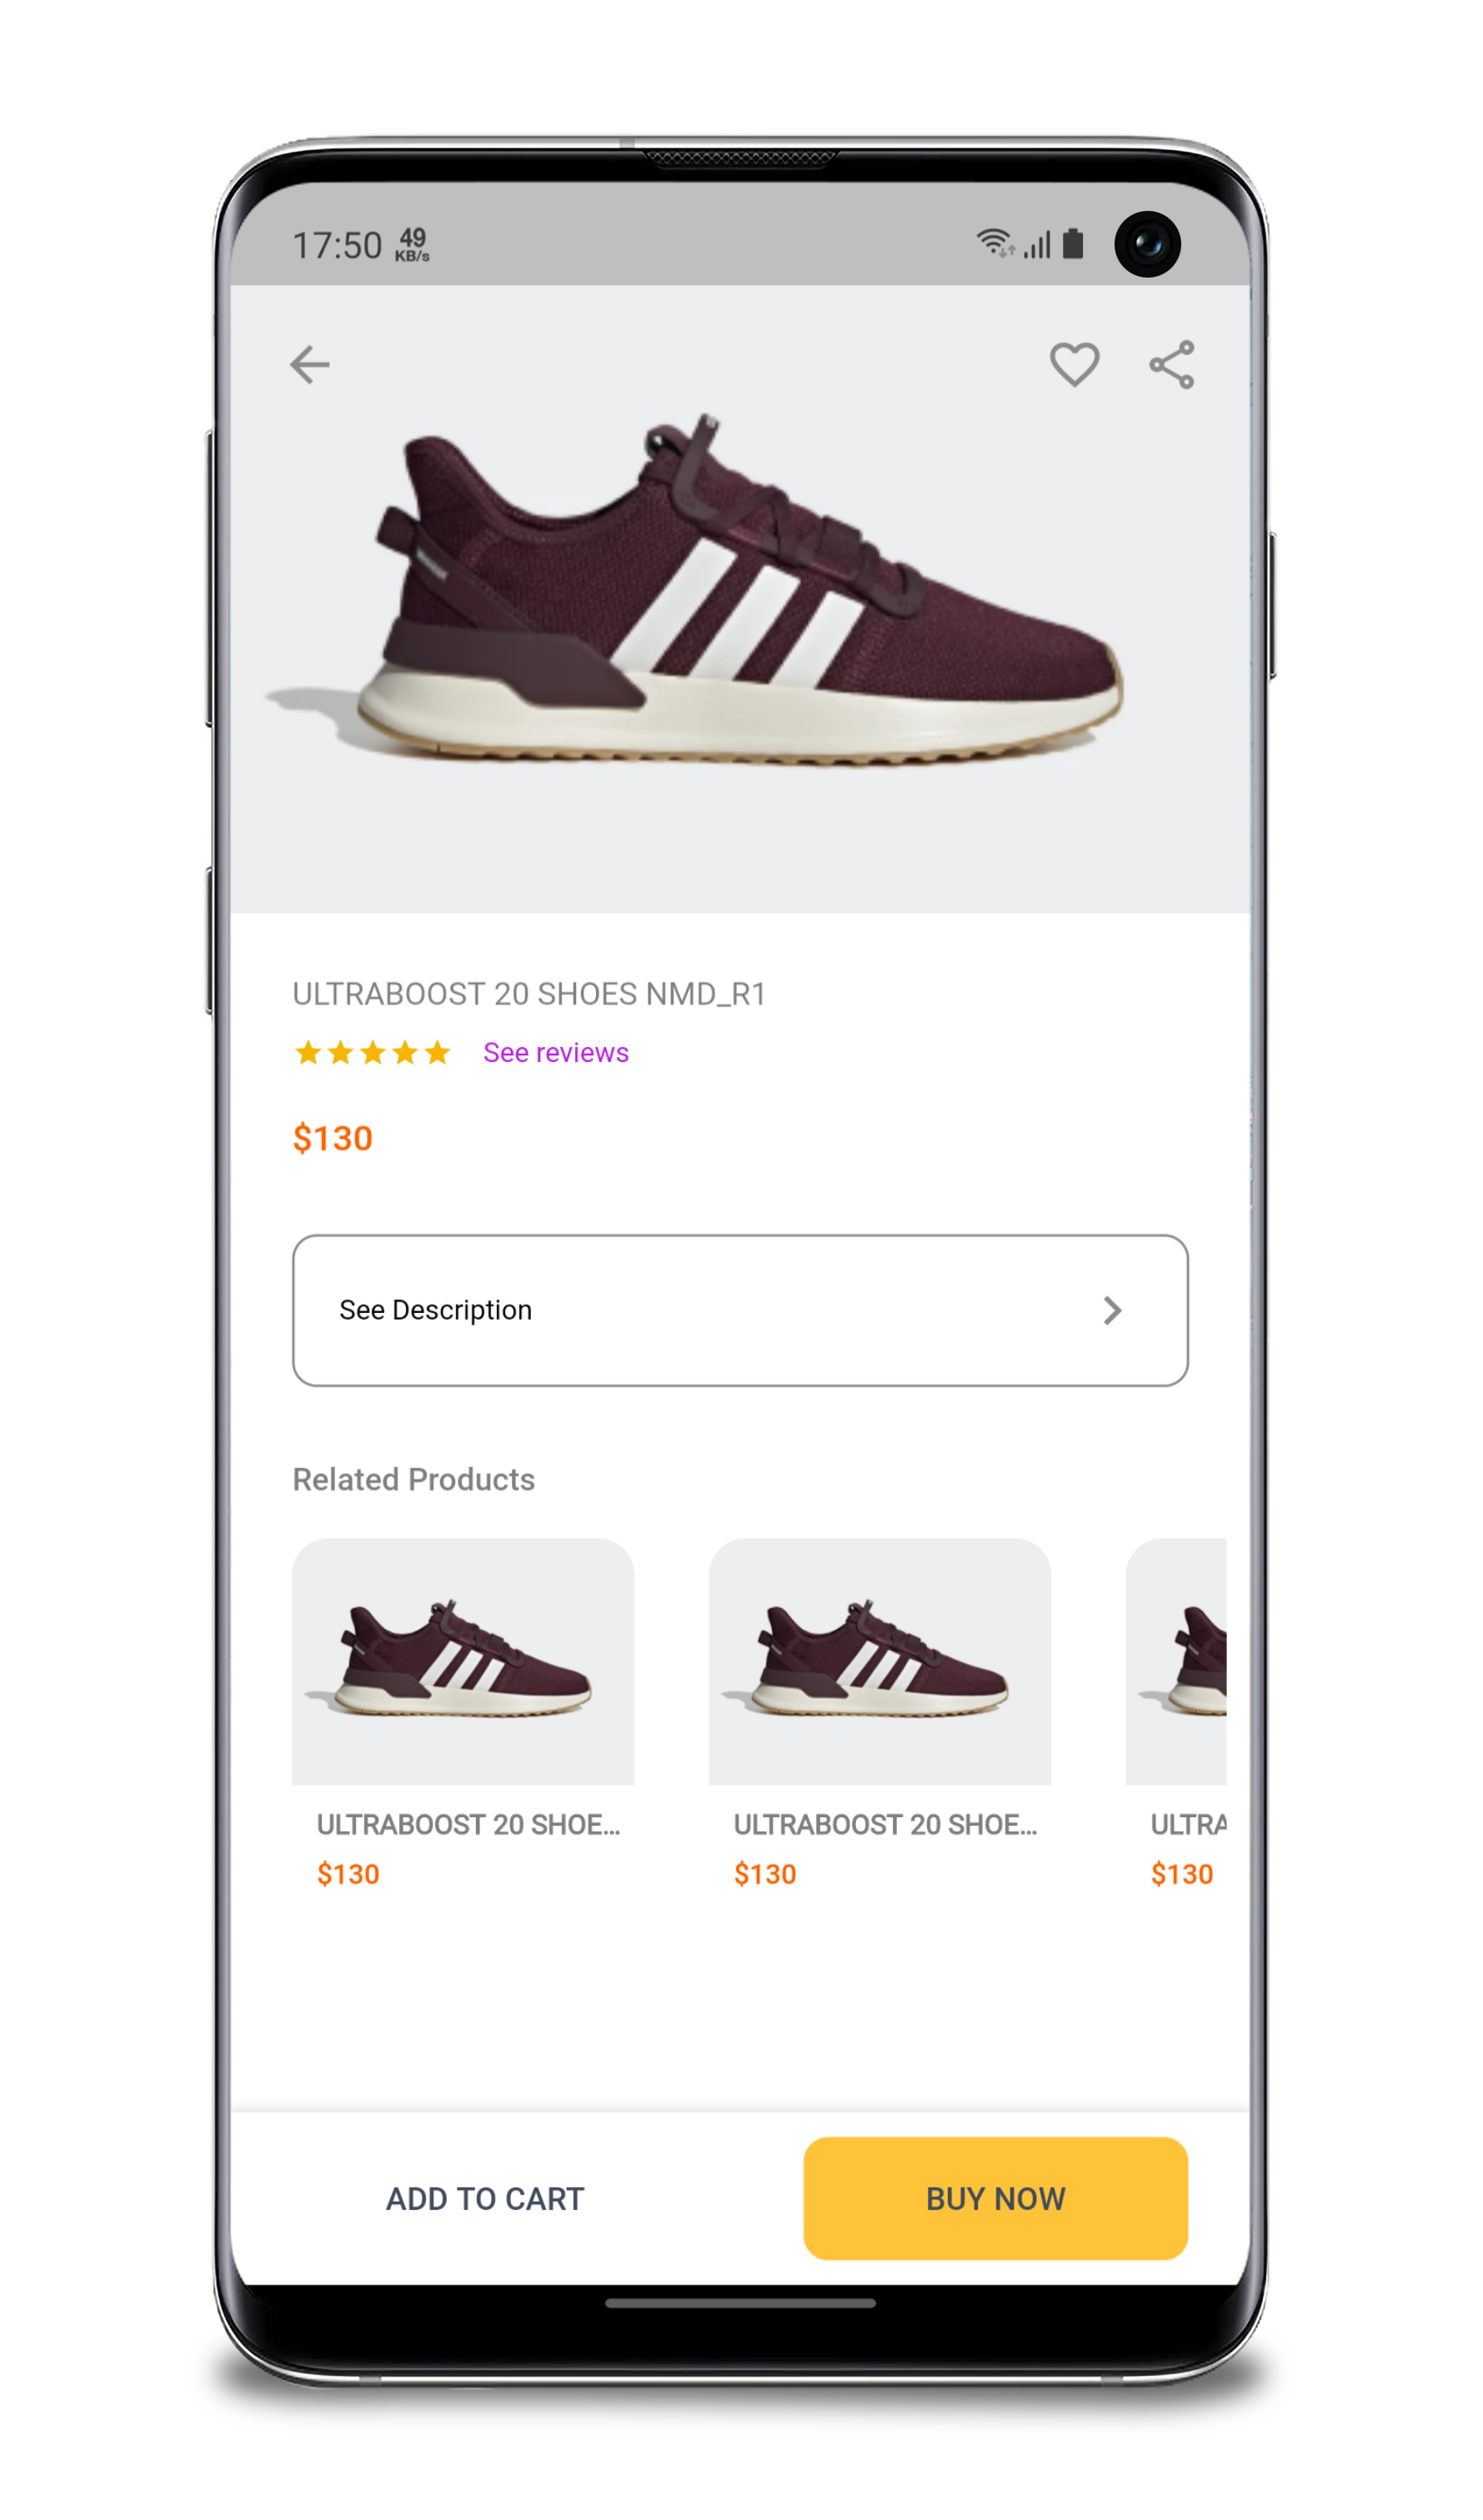 17:50 49 KB/s
ULTRABOOST 20 SHOES NMD_R1
See reviews
$130
See Description
Related Products
ULTRABOOST 20 SHOE... ULTRABOOST 20 SHOE... ULTRA
$130 $130 $130
ADD TO CART BUY NOW